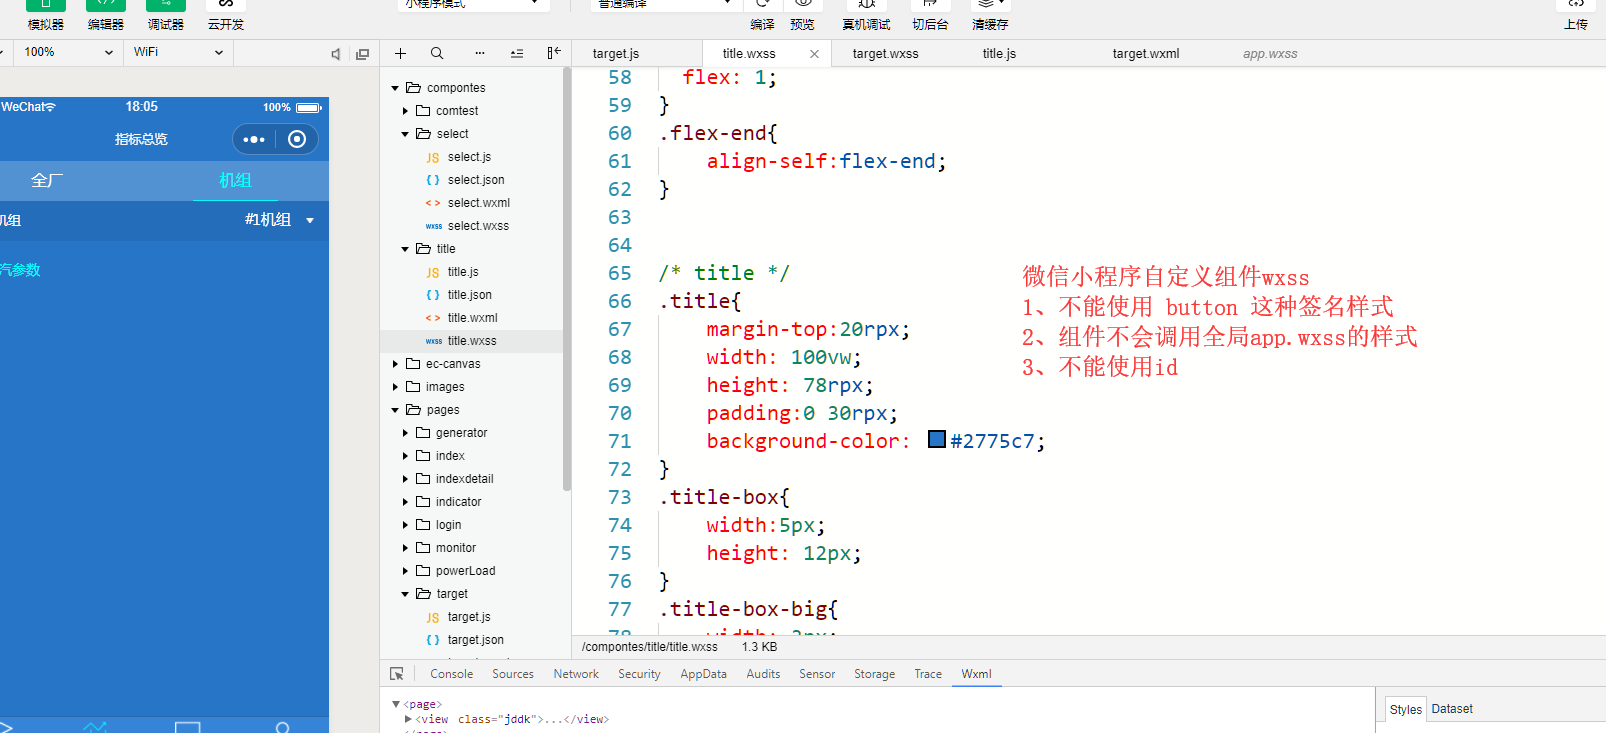 小程序模式
普通编译
模拟器 编辑器 调试器 云开发 编译 预览 真机调试 切后台 清缓存 上传
100% WiFi
target.js title.wxss target.wxss title.js target.wxml app.wxss
WeChat 18:05 100%
指标总览
全厂 机组
机组 #1机组
汽参数
compontes
comtest
select
JS select.js
{ } select.json
< > select.wxml
wxss select.wxss
title
JS title.js
{ } title.json
< > title.wxml
wxss title.wxss
ec-canvas
images
pages
generator
index
indexdetail
indicator
login
monitor
powerLoad
target
JS target.js
{ } target.json
58 flex: 1;
59 }
60 .flex-end{
61 align-self:flex-end;
62 }
63
64
65 /* title */
66 .title{
67 margin-top:20rpx;
68 width: 100vw;
69 height: 78rpx;
70 padding:0 30rpx;
71 background-color: #2775c7;
72 }
73 .title-box{
74 width:5px;
75 height: 12px;
76 }
77 .title-box-big{
78 width: 3px;
微信小程序自定义组件wxss
1、不能使用 button 这种签名样式
2、组件不会调用全局app.wxss的样式
3、不能使用id
/compontes/title/title.wxss 1.3 KB
Console Sources Network Security AppData Audits Sensor Storage Trace Wxml
<page>
<view class="jddk">...</view>
</page>
Styles Dataset